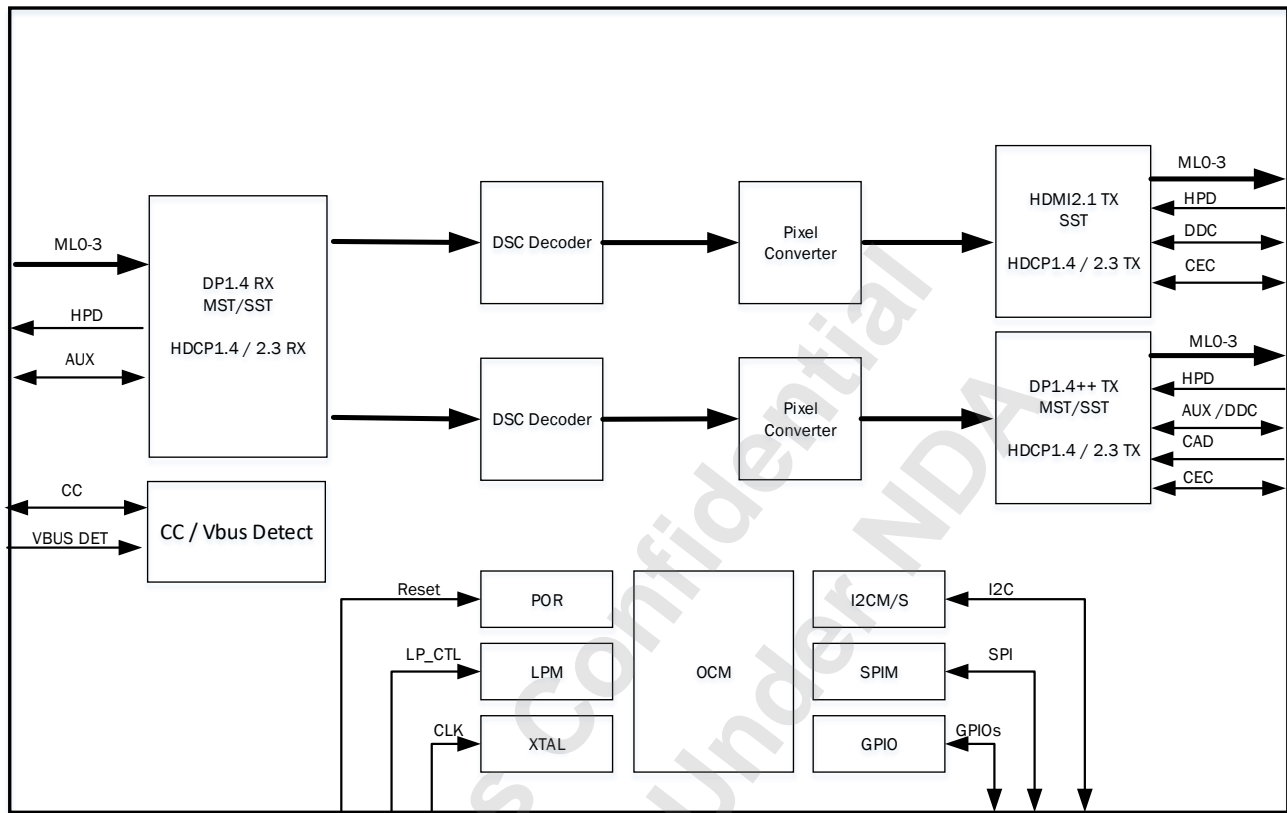 ML0-3
HPD
AUX
DP1.4 RX
MST/SST
HDCP1.4 / 2.3 RX
DSC Decoder
Pixel
Converter
HDMI2.1 TX
SST
HDCP1.4 / 2.3 TX
ML0-3
HPD
DDC
CEC
DSC Decoder
Pixel
Converter
DP1.4++ TX
MST/SST
HDCP1.4 / 2.3 TX
ML0-3
HPD
AUX /DDC
CAD
CEC
CC
VBUS DET
CC / Vbus Detect
Reset
POR
LP_CTL
LPM
CLK
XTAL
OCM
I2CM/S
I2C
SPIM
SPI
GPIO
GPIOs
s Confidential
Under NDA